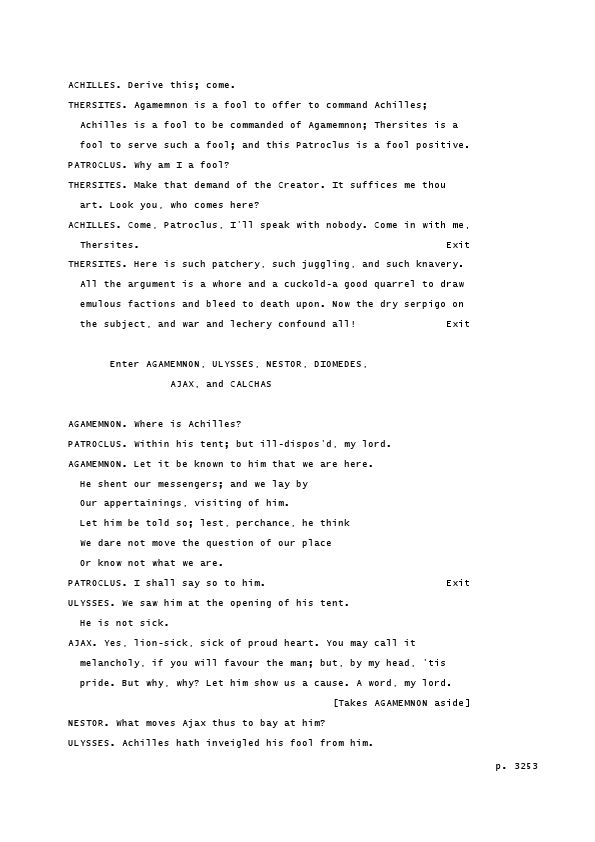 ACHILLES. Derive this; come.
THERSITES. Agamemnon is a fool to offer to command Achilles;
Achilles is a fool to be commanded of Agamemnon; Thersites is a
fool to serve such a fool; and this Patroclus is a fool positive.
PATROCLUS. Why am I a fool?
THERSITES. Make that demand of the Creator. It suffices me thou
art. Look you, who comes here?
ACHILLES. Come, Patroclus, I'll speak with nobody. Come in with me,
Thersites. Exit
THERSITES. Here is such patchery, such juggling, and such knavery.
All the argument is a whore and a cuckold-a good quarrel to draw
emulous factions and bleed to death upon. Now the dry serpigo on
the subject, and war and lechery confound all! Exit
Enter AGAMEMNON, ULYSSES, NESTOR, DIOMEDES,
AJAX, and CALCHAS
AGAMEMNON. Where is Achilles?
PATROCLUS. Within his tent; but ill-dispos'd, my lord.
AGAMEMNON. Let it be known to him that we are here.
He shent our messengers; and we lay by
Our appertainings, visiting of him.
Let him be told so; lest, perchance, he think
We dare not move the question of our place
Or know not what we are.
PATROCLUS. I shall say so to him. Exit
ULYSSES. We saw him at the opening of his tent.
He is not sick.
AJAX. Yes, lion-sick, sick of proud heart. You may call it
melancholy, if you will favour the man; but, by my head, 'tis
pride. But why, why? Let him show us a cause. A word, my lord.
[Takes AGAMEMNON aside]
NESTOR. What moves Ajax thus to bay at him?
ULYSSES. Achilles hath inveigled his fool from him.
p. 3253